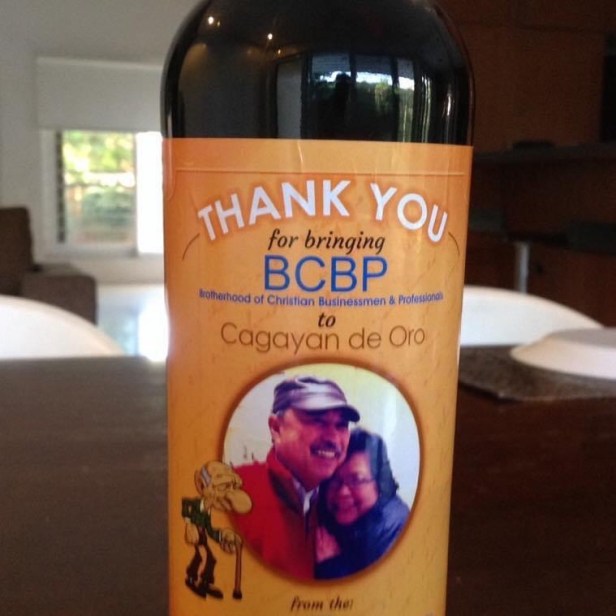 THANK YOU
for bringing
BCBP
Brotherhood of Christian Businessmen & Professionals
to
Cagayan de Oro
from the: